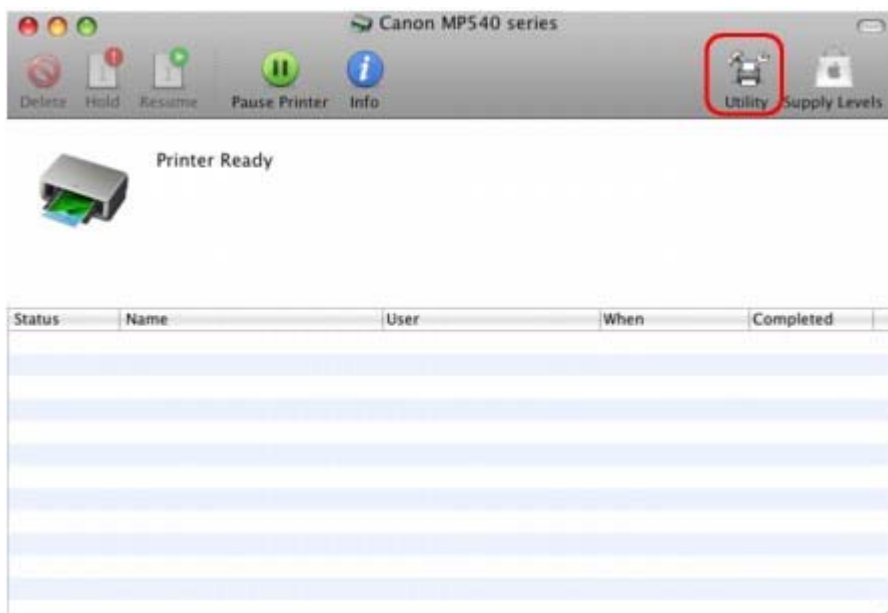 Canon MP540 series
Delete Hold Resume Pause Printer Info Utility Supply Levels
Printer Ready
Status Name User When Completed